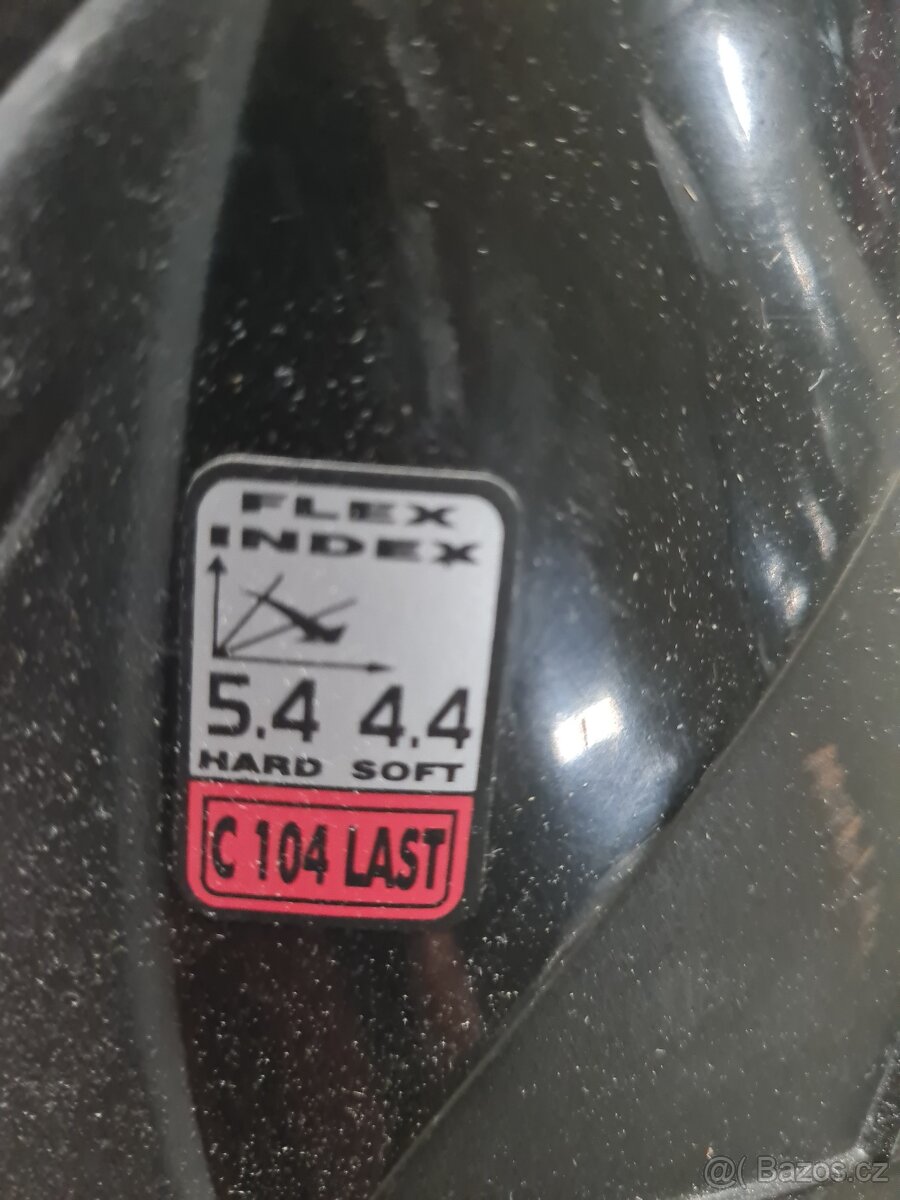 FLEX
INDEX
5.4 4.4
HARD SOFT
C 104 LAST
@( Bazos.cz